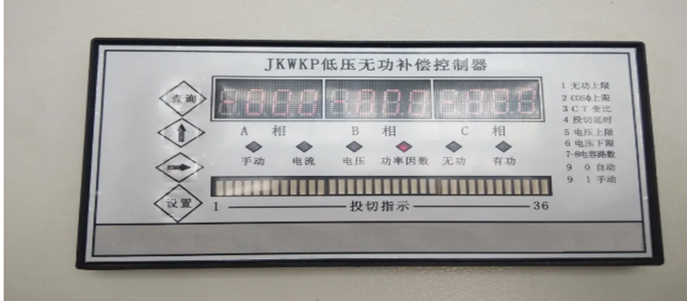 JKWKP低压无功补偿控制器
A 相 B 相 C 相
手动 电流 电压 功率因数 无功 有功
1 投切指示 36
查询
设置
1 无功上限
2 COSφ上限
3 CT变比
4 投切延时
5 电压上限
6 电压下限
7-8电容路数
9 0 自动
9 1 手动